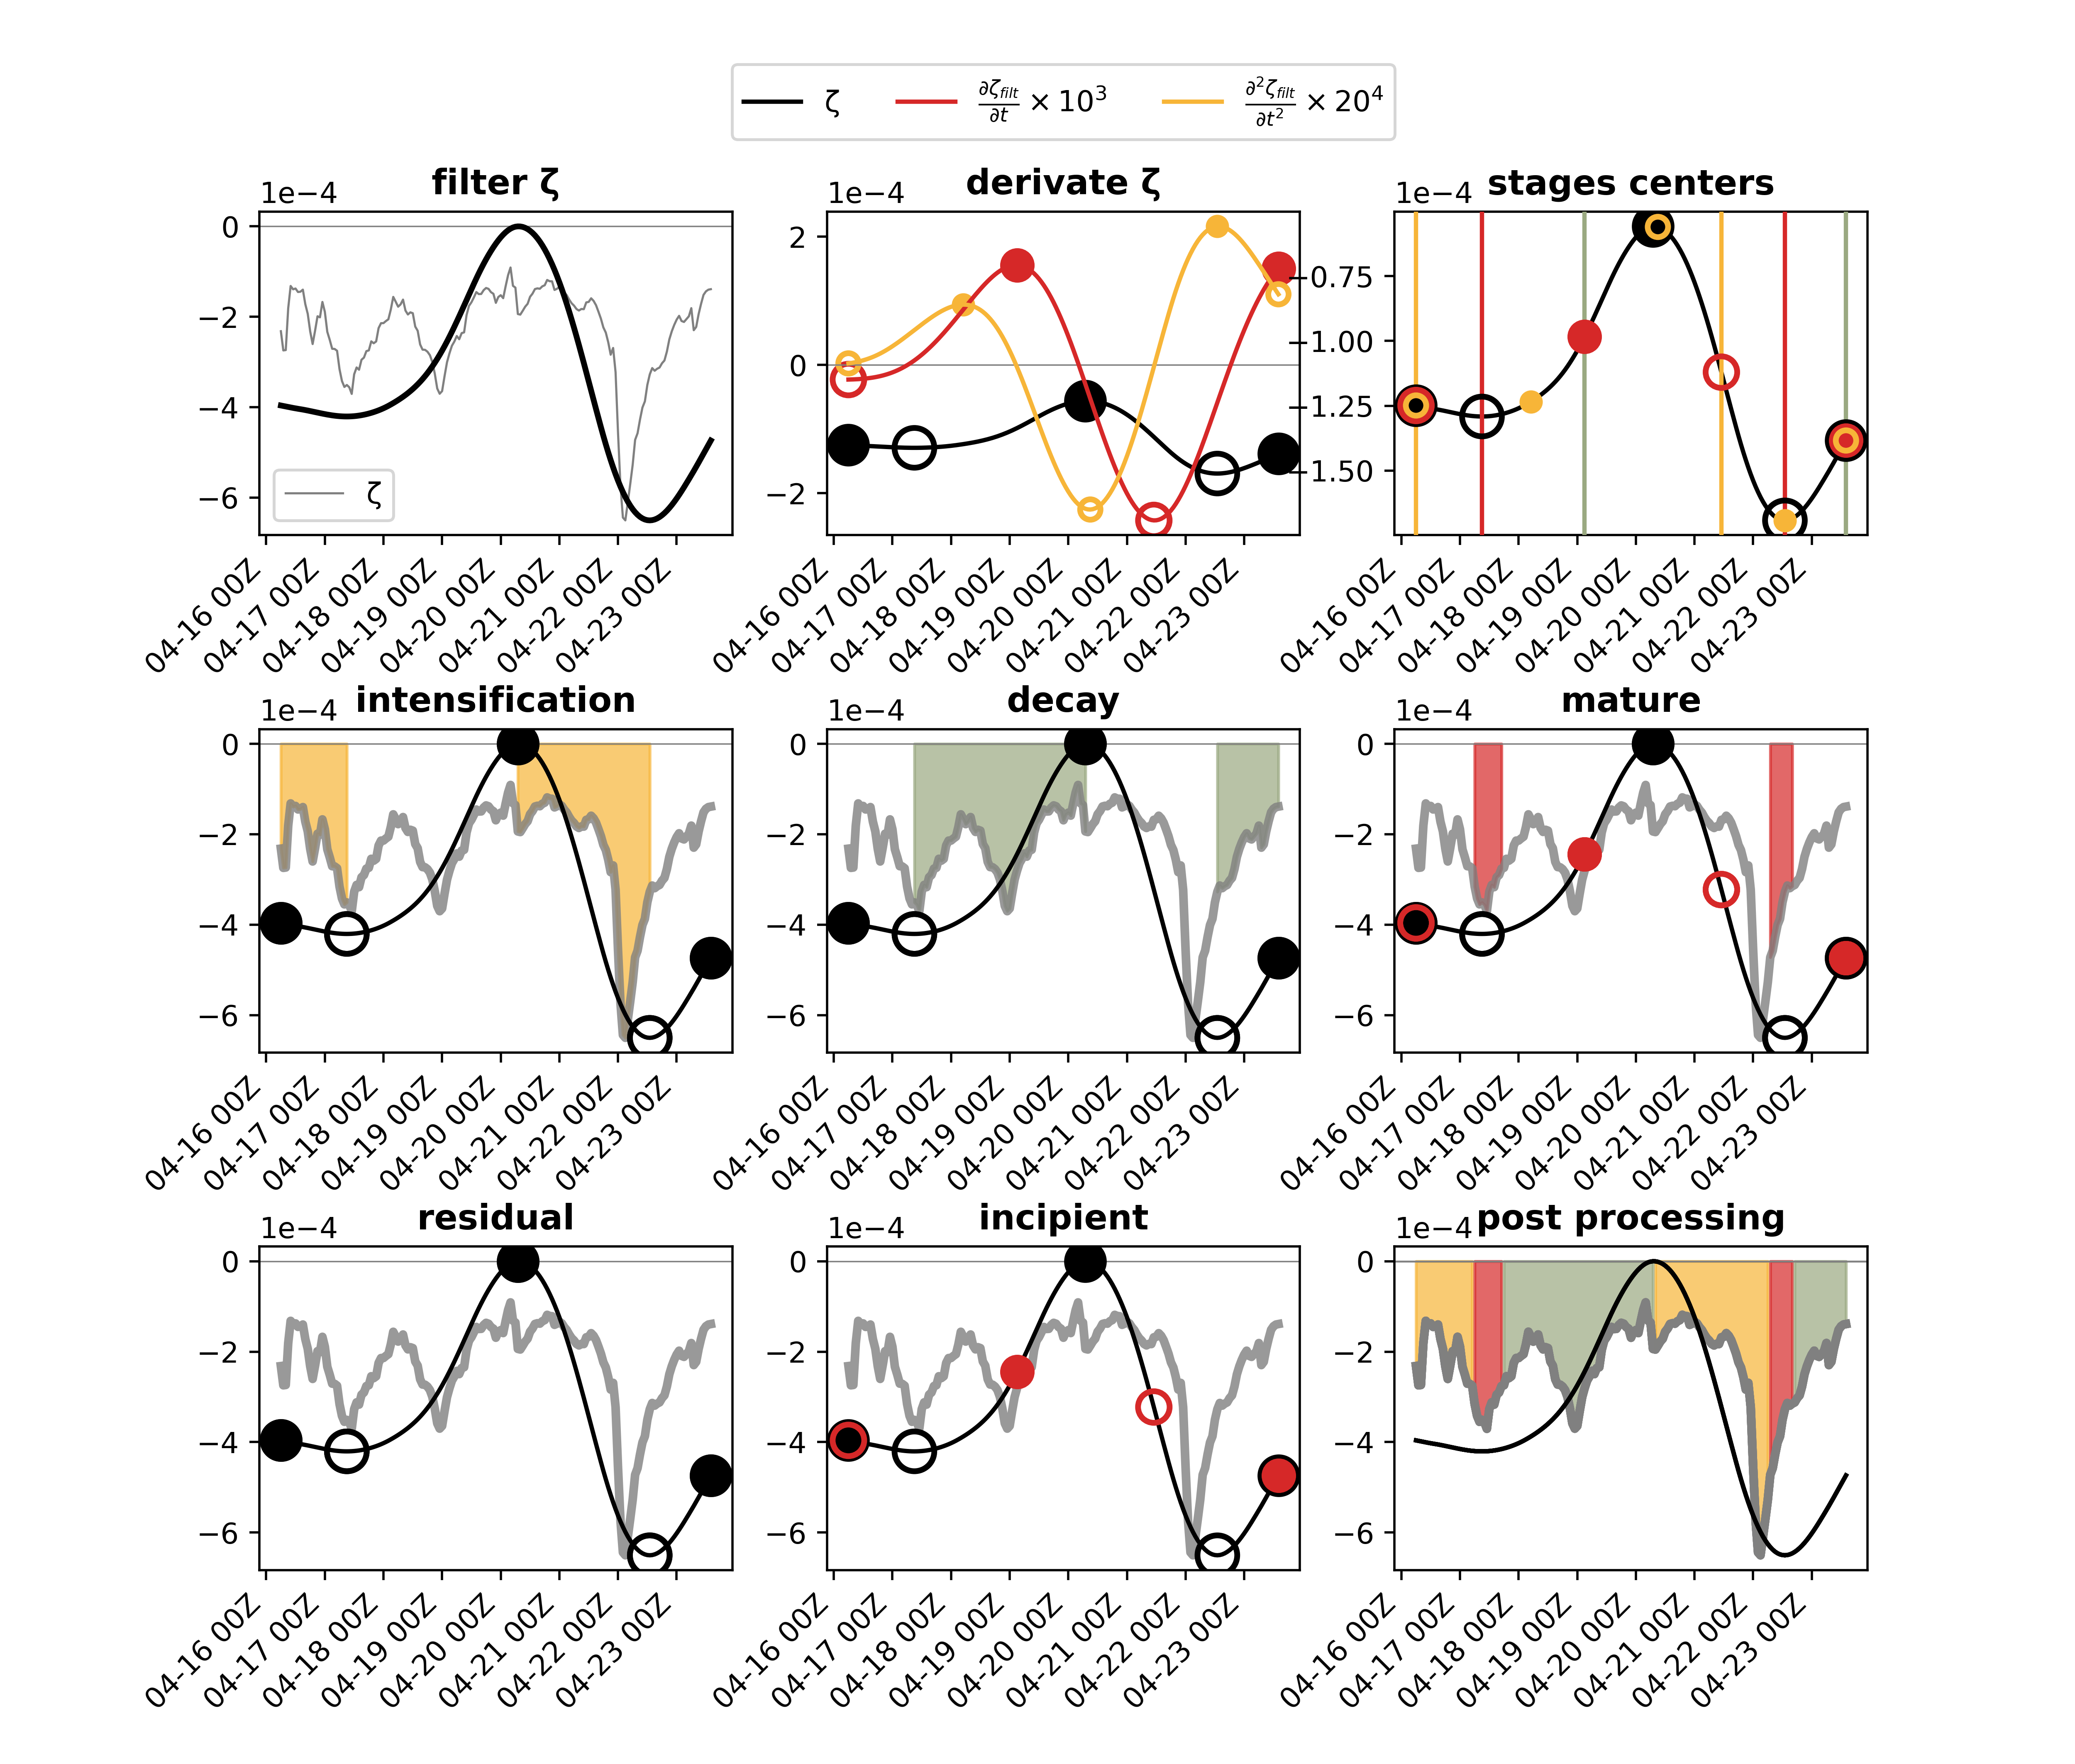 ζ ∂ζ_filt/∂t × 10³ ∂²ζ_filt/∂t² × 20⁴
filter ζ
1e−4
0
−2
−4
−6
ζ
04-16 00Z
04-17 00Z
04-18 00Z
04-19 00Z
04-20 00Z
04-21 00Z
04-22 00Z
04-23 00Z
derivate ζ
1e−4
2
0
−2
04-16 00Z
04-17 00Z
04-18 00Z
04-19 00Z
04-20 00Z
04-21 00Z
04-22 00Z
04-23 00Z
stages centers
1e−4
−0.75
−1.00
−1.25
−1.50
04-16 00Z
04-17 00Z
04-18 00Z
04-19 00Z
04-20 00Z
04-21 00Z
04-22 00Z
04-23 00Z
intensification
1e−4
0
−2
−4
−6
04-16 00Z
04-17 00Z
04-18 00Z
04-19 00Z
04-20 00Z
04-21 00Z
04-22 00Z
04-23 00Z
decay
1e−4
0
−2
−4
−6
04-16 00Z
04-17 00Z
04-18 00Z
04-19 00Z
04-20 00Z
04-21 00Z
04-22 00Z
04-23 00Z
mature
1e−4
0
−2
−4
−6
04-16 00Z
04-17 00Z
04-18 00Z
04-19 00Z
04-20 00Z
04-21 00Z
04-22 00Z
04-23 00Z
residual
1e−4
0
−2
−4
−6
04-16 00Z
04-17 00Z
04-18 00Z
04-19 00Z
04-20 00Z
04-21 00Z
04-22 00Z
04-23 00Z
incipient
1e−4
0
−2
−4
−6
04-16 00Z
04-17 00Z
04-18 00Z
04-19 00Z
04-20 00Z
04-21 00Z
04-22 00Z
04-23 00Z
post processing
1e−4
0
−2
−4
−6
04-16 00Z
04-17 00Z
04-18 00Z
04-19 00Z
04-20 00Z
04-21 00Z
04-22 00Z
04-23 00Z